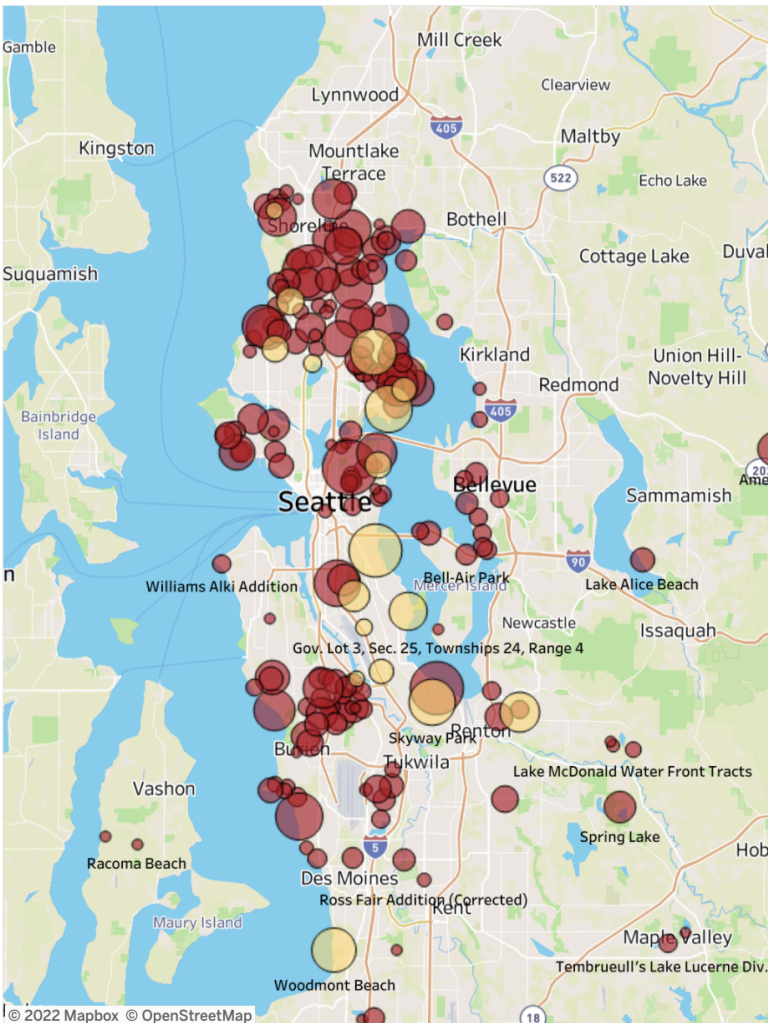 Gamble
Mill Creek
Clearview
Lynnwood
405
Maltby
Kingston
Mountlake
Terrace
522
Echo Lake
Shoreline
Bothell
Cottage Lake
Duval
Suquamish
Kirkland
Union Hill-
Novelty Hill
Redmond
405
Bainbridge
Island
20
Ame
Bellevue
Sammamish
Seattle
90
n
Williams Alki Addition
Bell-Air Park
Mercer Island
Lake Alice Beach
Newcastle
Issaquah
Gov. Lot 3, Sec. 25, Townships 24, Range 4
Skyway Park
Renton
Burien
Tukwila
Lake McDonald Water Front Tracts
Vashon
Spring Lake
5
Hob
Racoma Beach
Des Moines
Ross Fair Addition (Corrected)
Kent
Maury Island
Maple Valley
Tembrueull's Lake Lucerne Div.
Woodmont Beach
© 2022 Mapbox © OpenStreetMap
18